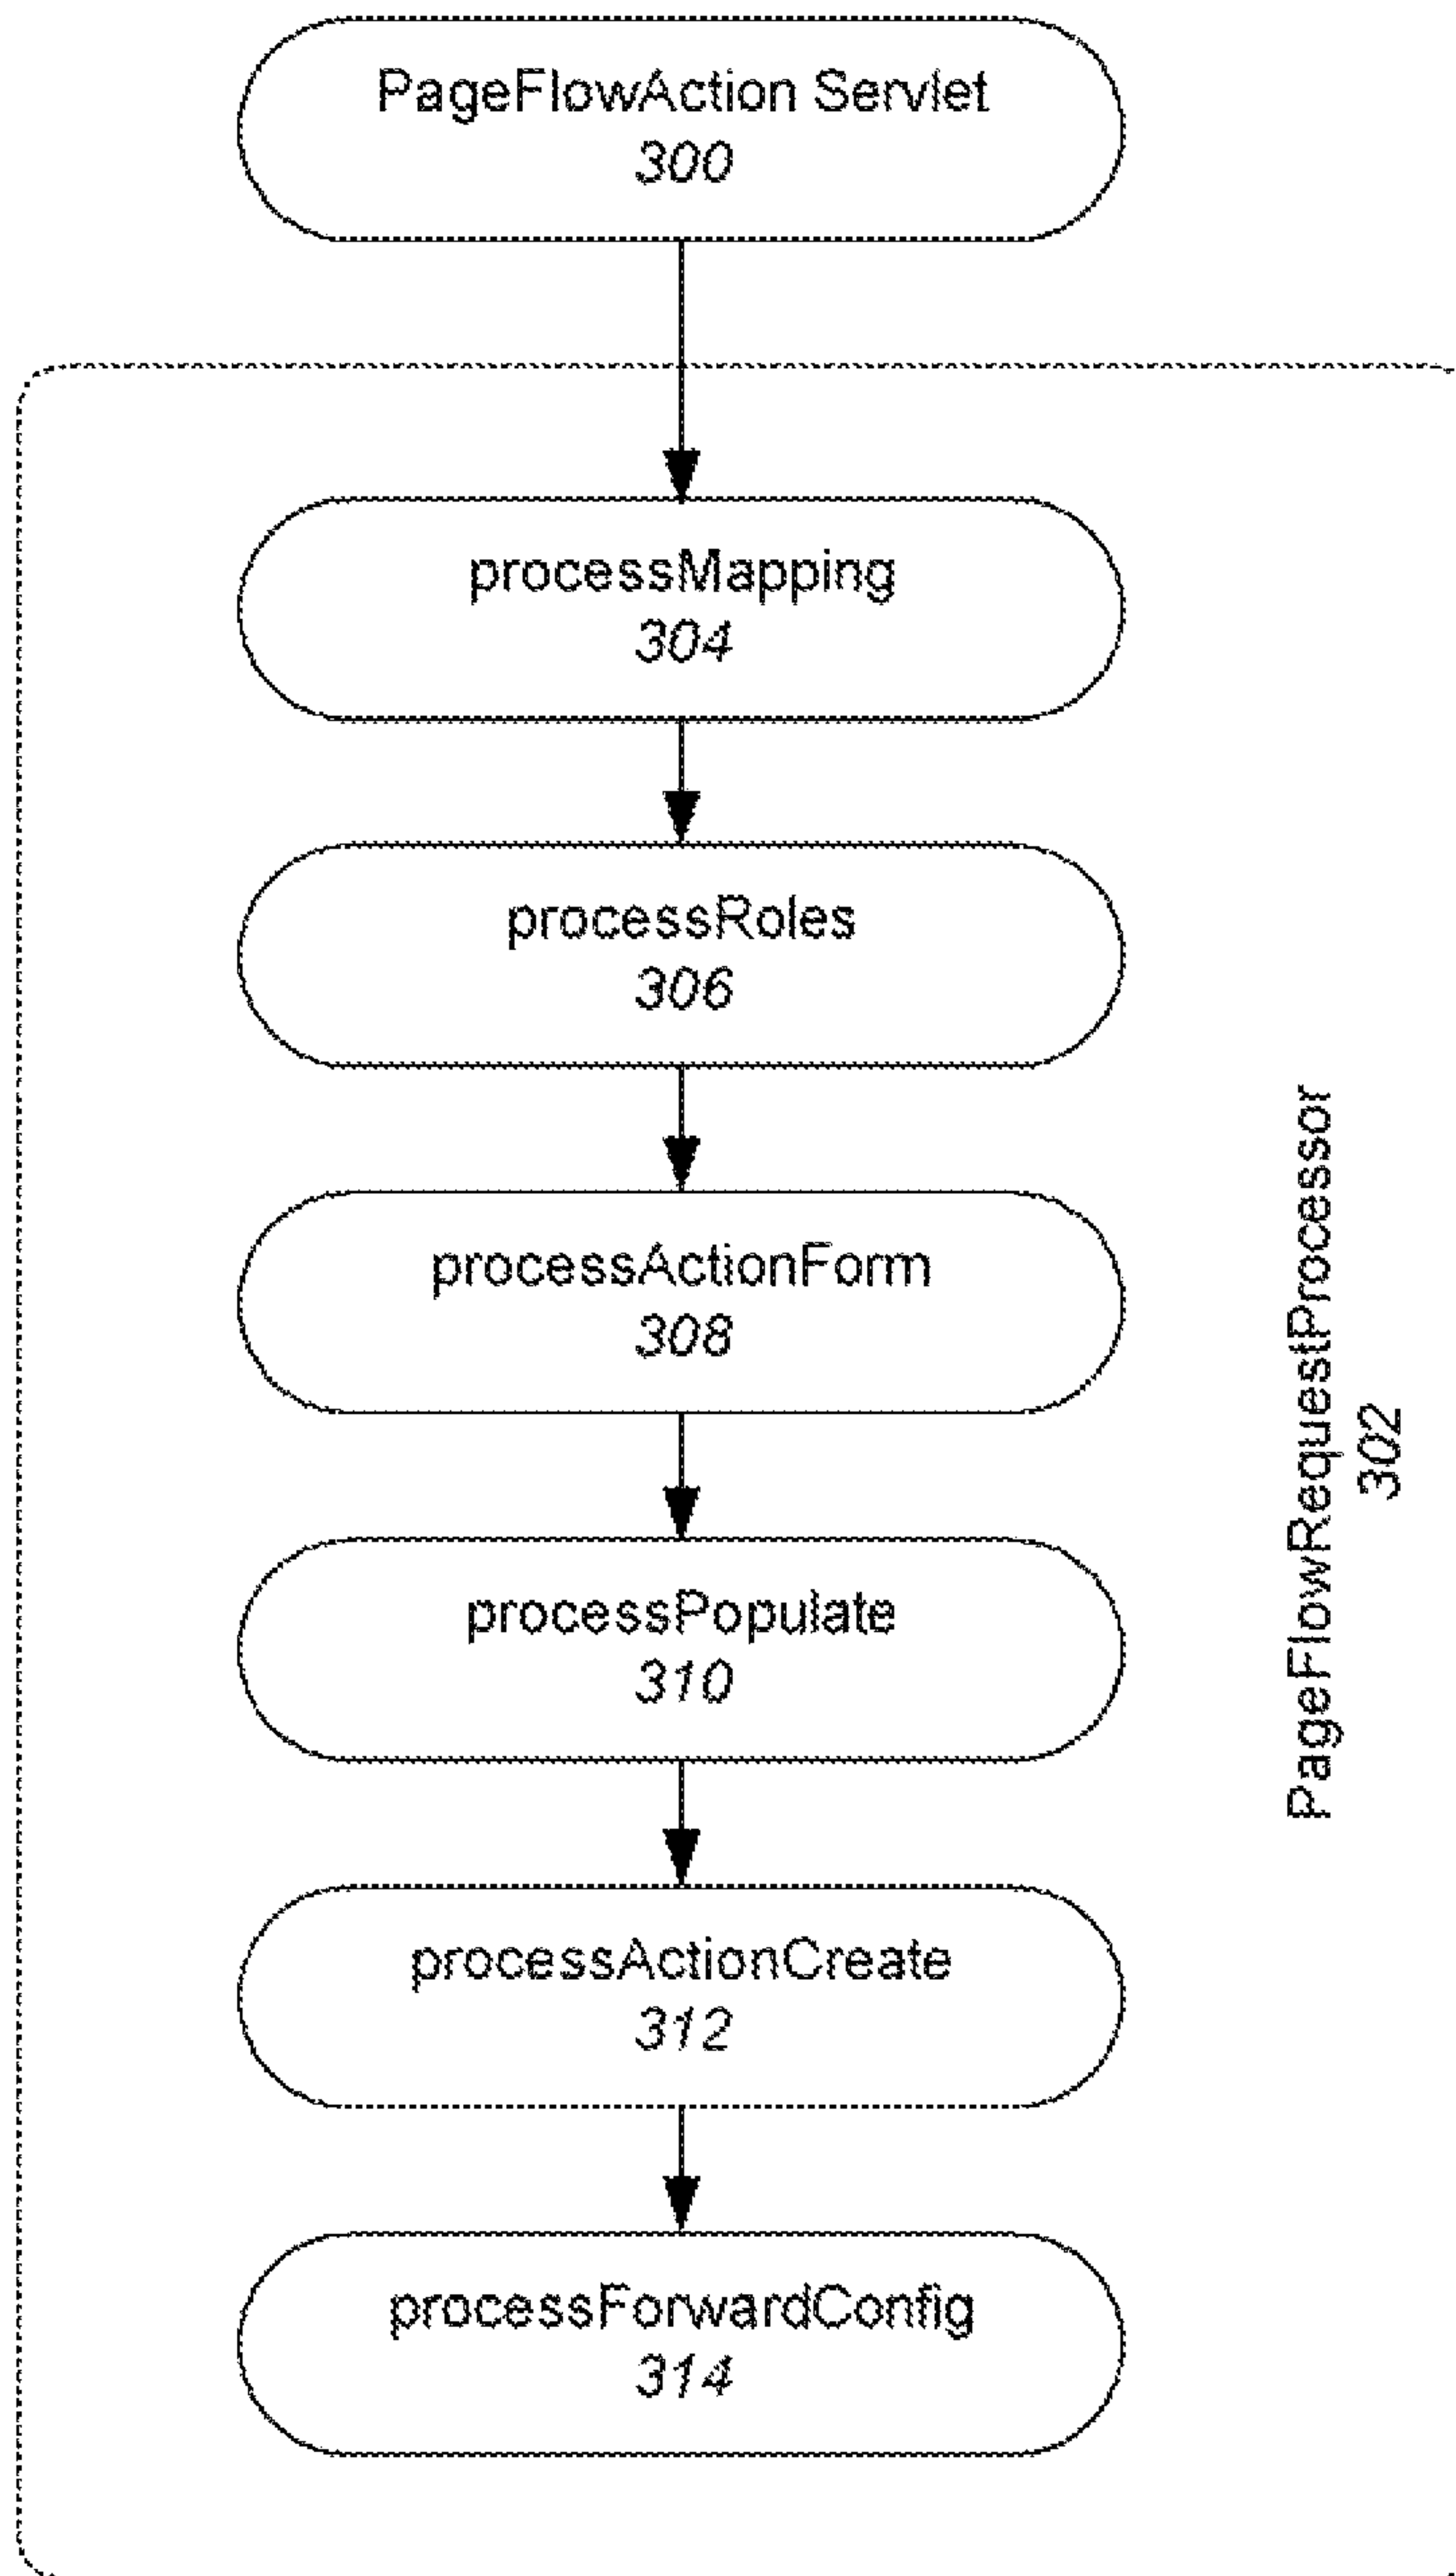 PageFlowAction Servlet
300
processMapping
304
processRoles
306
processActionForm
308
processPopulate
310
processActionCreate
312
processForwardConfig
314
PageFlowRequestProcessor
302